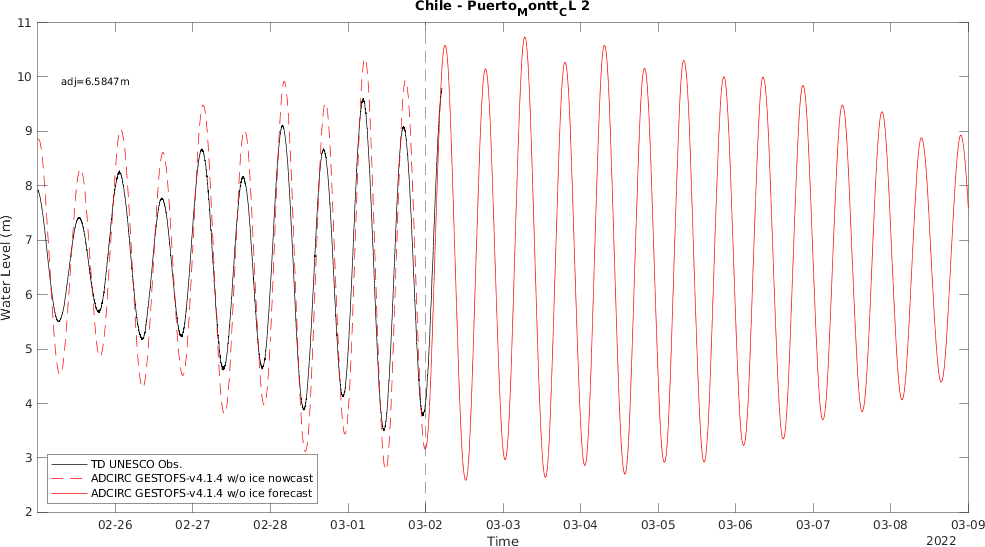 Chile - Puerto_Montt_CL 2
adj=6.5847m
Water Level (m)
11
10
9
8
7
6
5
4
3
2
TD UNESCO Obs.
ADCIRC GESTOFS-v4.1.4 w/o ice nowcast
ADCIRC GESTOFS-v4.1.4 w/o ice forecast
02-26 02-27 02-28 03-01 03-02 03-03 03-04 03-05 03-06 03-07 03-08 03-09
Time
2022